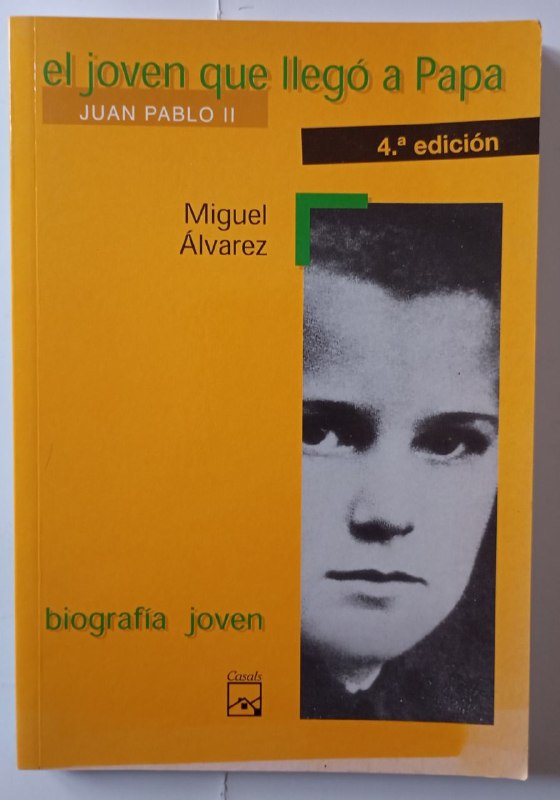 el joven que llegó a Papa
JUAN PABLO II
4.ª edición
Miguel
Álvarez
biografía joven
Casals